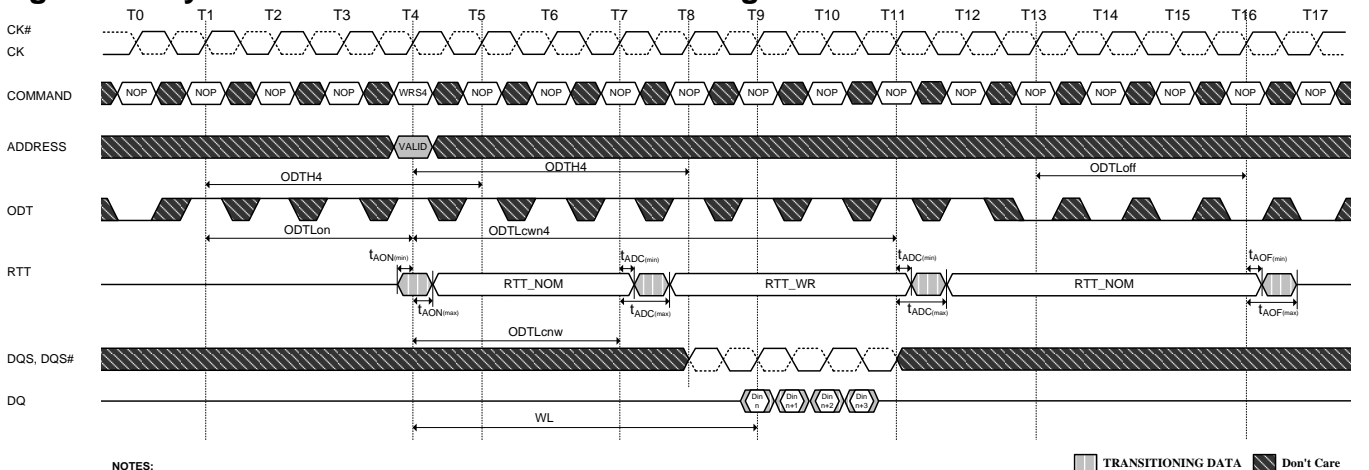 T0 T1 T2 T3 T4 T5 T6 T7 T8 T9 T10 T11 T12 T13 T14 T15 T16 T17
CK#
CK
COMMAND NOP NOP NOP NOP WRS4 NOP NOP NOP NOP NOP NOP NOP NOP NOP NOP NOP NOP NOP
ADDRESS VALID
ODTH4 ODTH4 ODTLoff
ODT
ODTLon ODTLcwn4
tAON(min) tADC(min) tADC(min) tAOF(min)
RTT RTT_NOM RTT_WR RTT_NOM
tAON(max) tADC(max) tADC(max) tAOF(max)
ODTLcnw
DQS, DQS#
DQ Din n Din n+1 Din n+2 Din n+3
WL
NOTES:
TRANSITIONING DATA Don't Care